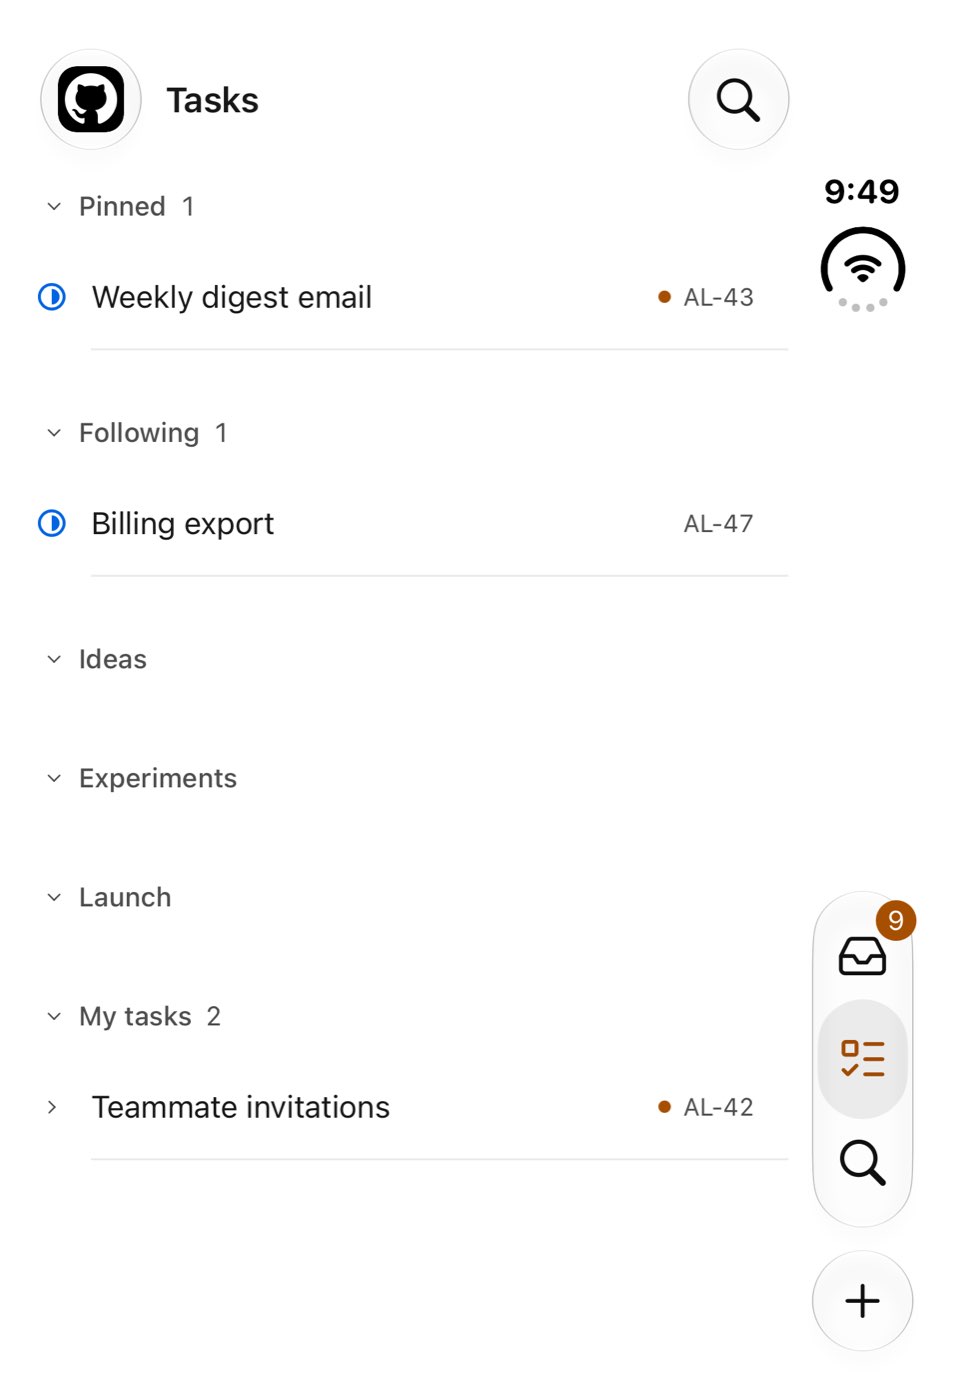 Tasks
9:49
Pinned 1
Weekly digest email AL-43
Following 1
Billing export AL-47
Ideas
Experiments
Launch
9
My tasks 2
Teammate invitations AL-42